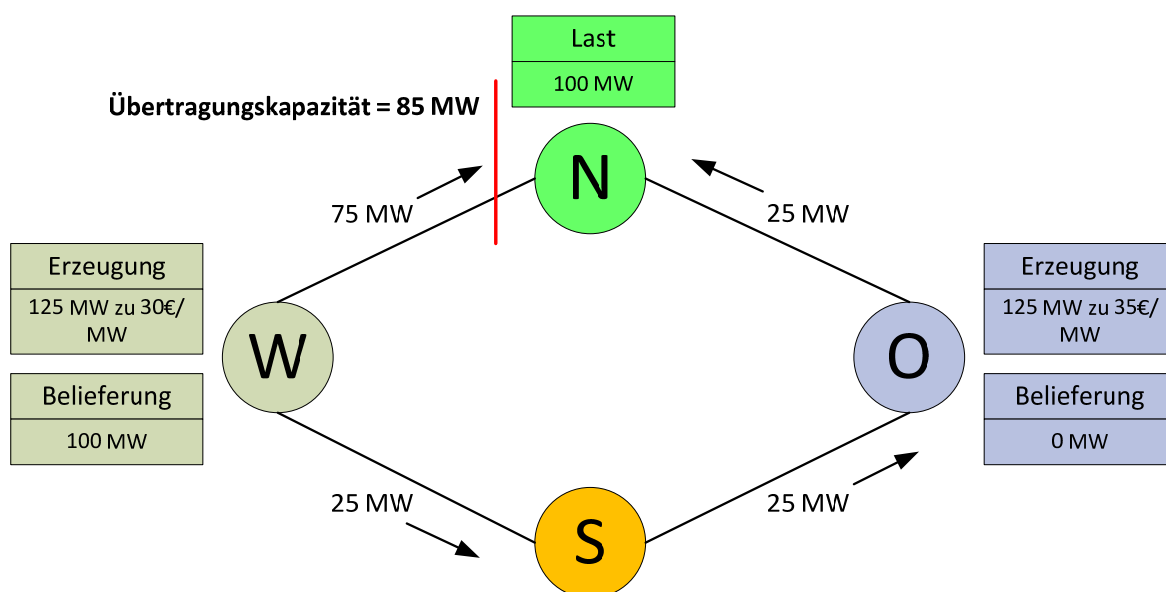 Last
100 MW
Übertragungskapazität = 85 MW
N
75 MW
25 MW
Erzeugung
125 MW zu 30€/
MW
Erzeugung
125 MW zu 35€/
MW
W
O
Belieferung
100 MW
Belieferung
0 MW
25 MW
25 MW
S